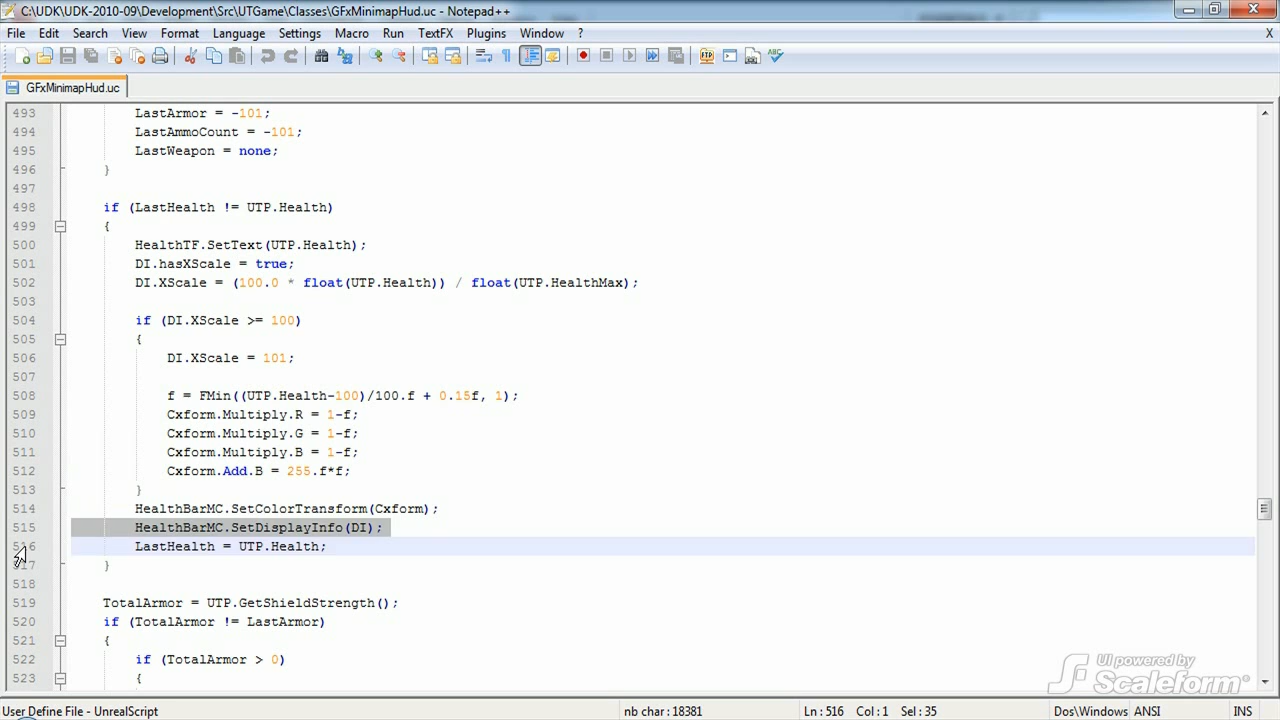 C:\UDK\UDK-2010-09\Development\Src\UTGame\Classes\GFxMinimapHud.uc - Notepad++
File Edit Search View Format Language Settings Macro Run TextFX Plugins Window ? X
GFxMinimapHud.uc
493 LastArmor = -101;
494 LastAmmoCount = -101;
495 LastWeapon = none;
496 }
497
498 if (LastHealth != UTP.Health)
499 {
500 HealthTF.SetText(UTP.Health);
501 DI.hasXScale = true;
502 DI.XScale = (100.0 * float(UTP.Health)) / float(UTP.HealthMax);
503
504 if (DI.XScale >= 100)
505 {
506 DI.XScale = 101;
507
508 f = FMin((UTP.Health-100)/100.f + 0.15f, 1);
509 Cxform.Multiply.R = 1-f;
510 Cxform.Multiply.G = 1-f;
511 Cxform.Multiply.B = 1-f;
512 Cxform.Add.B = 255.f*f;
513 }
514 HealthBarMC.SetColorTransform(Cxform);
515 HealthBarMC.SetDisplayInfo(DI);
516 LastHealth = UTP.Health;
517 }
518
519 TotalArmor = UTP.GetShieldStrength();
520 if (TotalArmor != LastArmor)
521 {
522 if (TotalArmor > 0)
523 {
UI powered by
Scaleform
User Define File - UnrealScript nb char : 18381 Ln : 516 Col : 1 Sel : 35 Dos\Windows ANSI INS